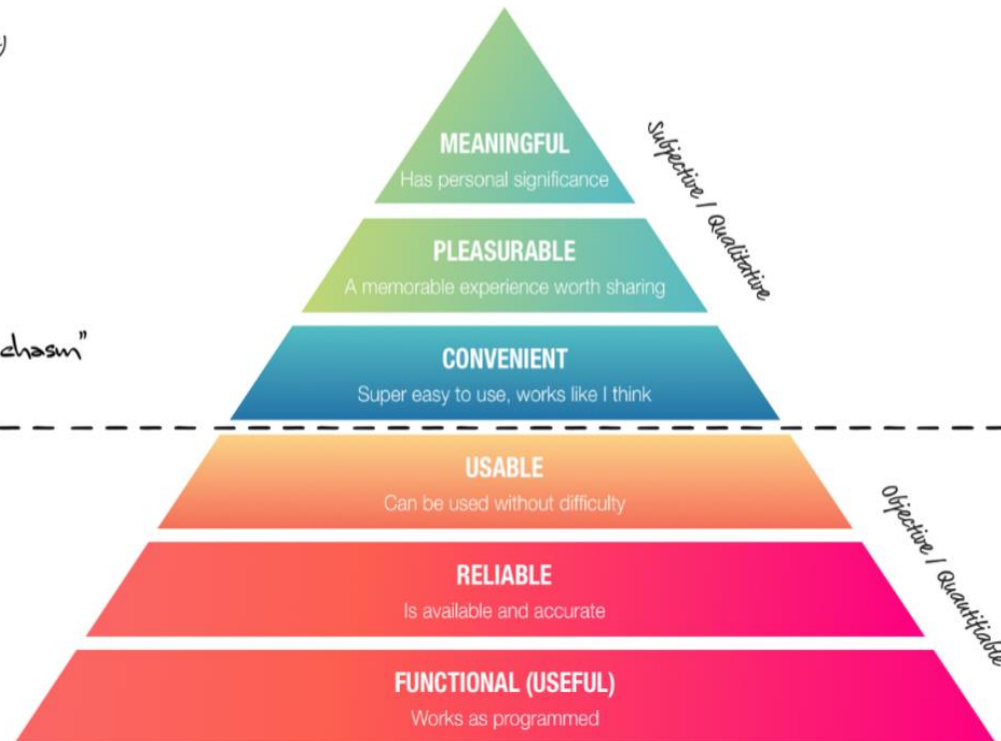 MEANINGFUL
Has personal significance
Subjective / Qualitative
PLEASURABLE
A memorable experience worth sharing
chasm"
CONVENIENT
Super easy to use, works like I think
USABLE
Can be used without difficulty
Objective / Quantifiable
RELIABLE
Is available and accurate
FUNCTIONAL (USEFUL)
Works as programmed